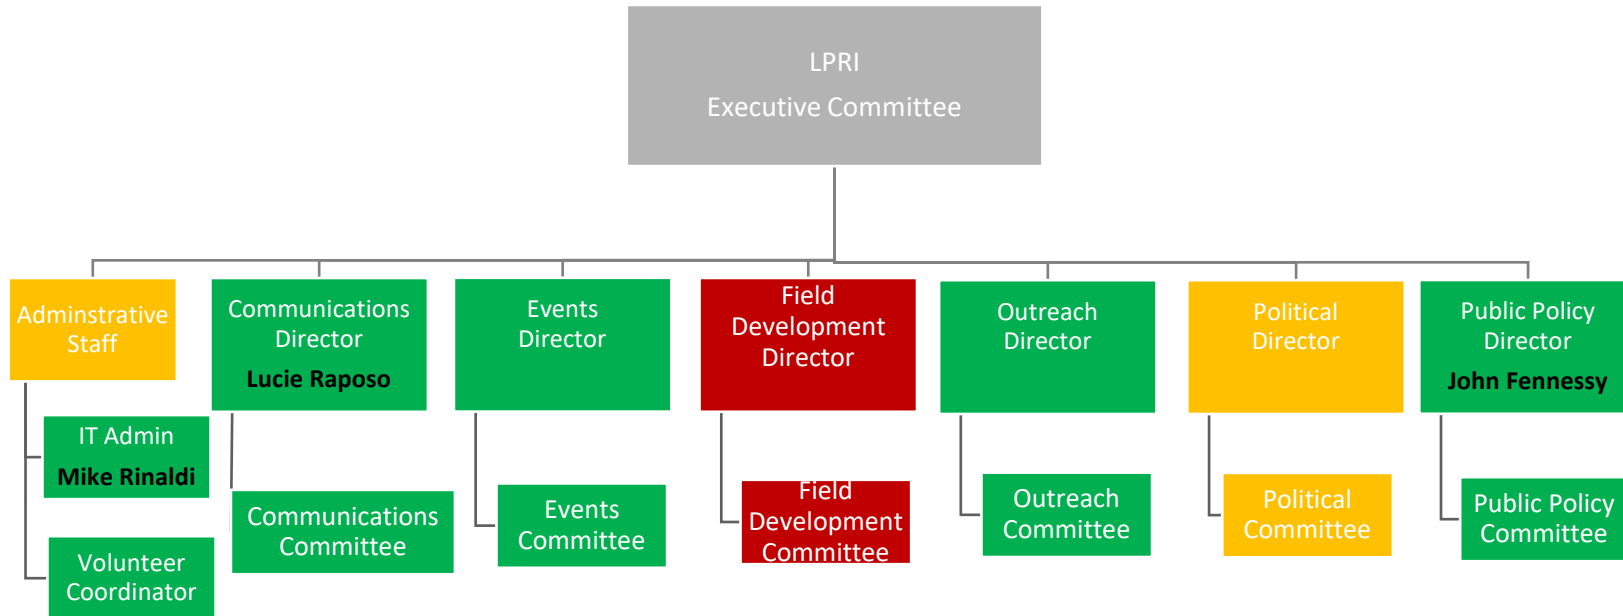 LPRI
Executive Committee
Adminstrative
Staff
Communications
Director
Lucie Raposo
Events
Director
Field
Development
Director
Outreach
Director
Political
Director
Public Policy
Director
John Fennessy
IT Admin
Mike Rinaldi
Volunteer
Coordinator
Communications
Committee
Events
Committee
Field
Development
Committee
Outreach
Committee
Political
Committee
Public Policy
Committee